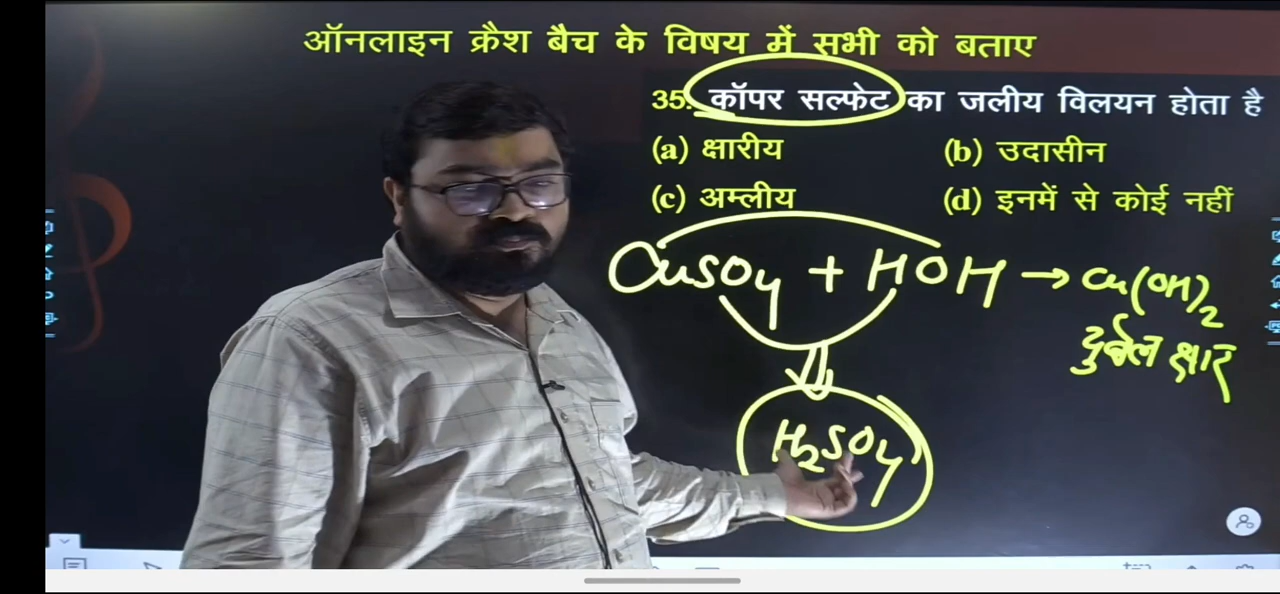 ऑनलाइन क्रैश बैच के विषय में सभी को बताए
35. कॉपर सल्फेट का जलीय विलयन होता है
(a) क्षारीय (b) उदासीन
(c) अम्लीय (d) इनमें से कोई नहीं
CuSO4 + HOH → Cu(OH)2
दुर्बल क्षार
H2SO4